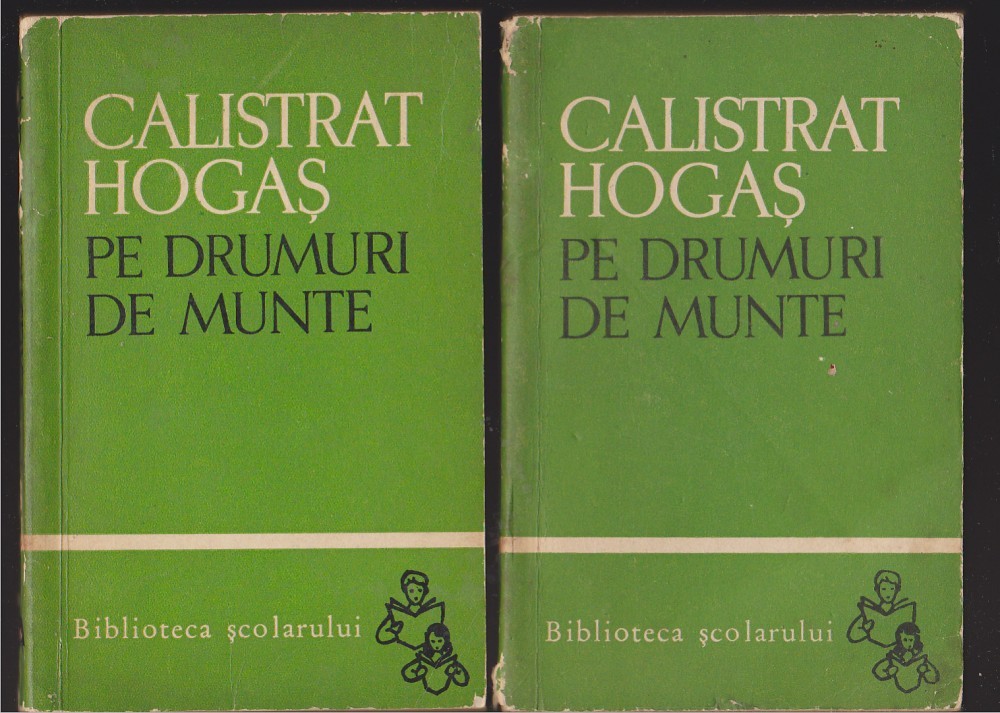 CALISTRAT
HOGAȘ
PE DRUMURI
DE MUNTE
Biblioteca școlarului
CALISTRAT
HOGAȘ
PE DRUMURI
DE MUNTE
Biblioteca școlarului